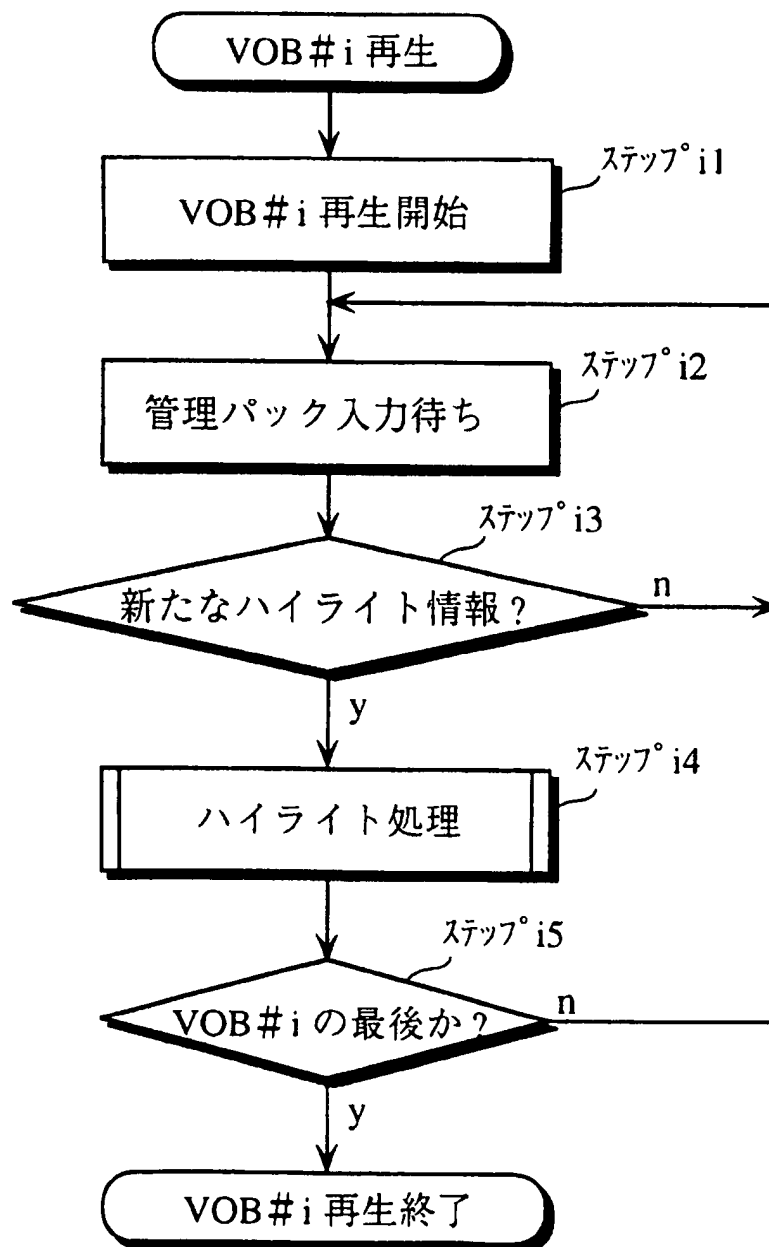 VOB＃i 再生
ｽﾃｯﾌﾟ i1
VOB＃i 再生開始
ｽﾃｯﾌﾟ i2
管理パック入力待ち
ｽﾃｯﾌﾟ i3
新たなハイライト情報？
n
y
ｽﾃｯﾌﾟ i4
ハイライト処理
ｽﾃｯﾌﾟ i5
VOB＃i の最後か？
n
y
VOB＃i 再生終了